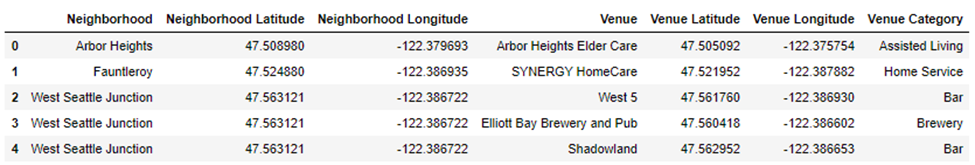 Neighborhood Neighborhood Latitude Neighborhood Longitude Venue Venue Latitude Venue Longitude Venue Category
0 Arbor Heights 47.508980 -122.379693 Arbor Heights Elder Care 47.505092 -122.375754 Assisted Living
1 Fauntleroy 47.524880 -122.386935 SYNERGY HomeCare 47.521952 -122.387882 Home Service
2 West Seattle Junction 47.563121 -122.386722 West 5 47.561760 -122.386930 Bar
3 West Seattle Junction 47.563121 -122.386722 Elliott Bay Brewery and Pub 47.560418 -122.386602 Brewery
4 West Seattle Junction 47.563121 -122.386722 Shadowland 47.562952 -122.386653 Bar